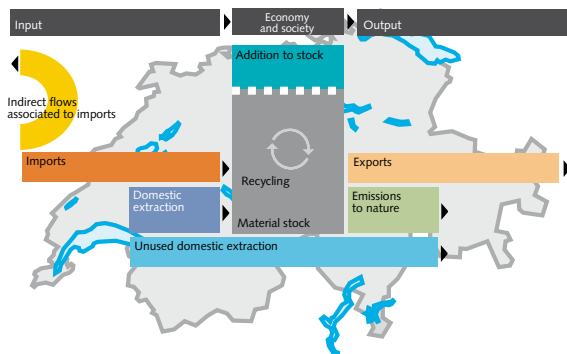 Input
Economy
and society
Output
Addition to stock
Indirect flows
associated to imports
Imports
Exports
Recycling
Domestic
extraction
Emissions
to nature
Material stock
Unused domestic extraction